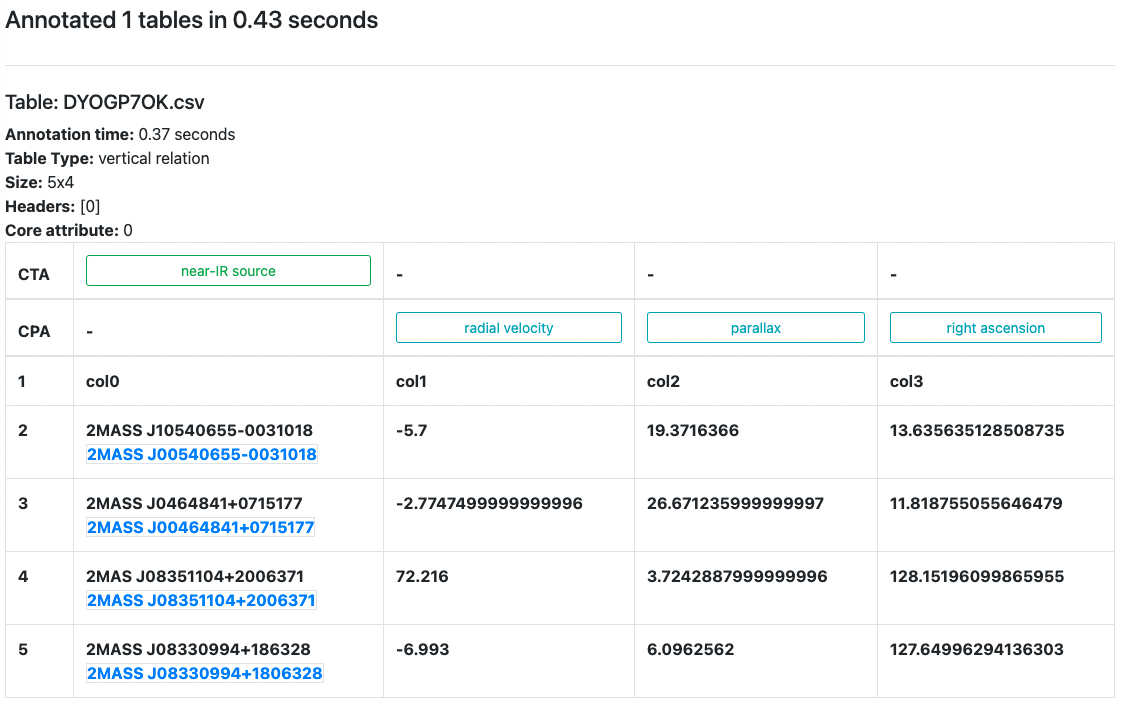 Annotated 1 tables in 0.43 seconds
Table: DYOGP7OK.csv
Annotation time: 0.37 seconds
Table Type: vertical relation
Size: 5x4
Headers: [0]
Core attribute: 0
CTA near-IR source - - -
CPA - radial velocity parallax right ascension
1 col0 col1 col2 col3
2 2MASS J10540655-0031018 -5.7 19.3716366 13.635635128508735
2MASS J00540655-0031018
3 2MASS J0464841+0715177 -2.7747499999999996 26.671235999999997 11.818755055646479
2MASS J00464841+0715177
4 2MAS J08351104+2006371 72.216 3.7242887999999996 128.15196099865955
2MASS J08351104+2006371
5 2MASS J08330994+186328 -6.993 6.0962562 127.64996294136303
2MASS J08330994+1806328